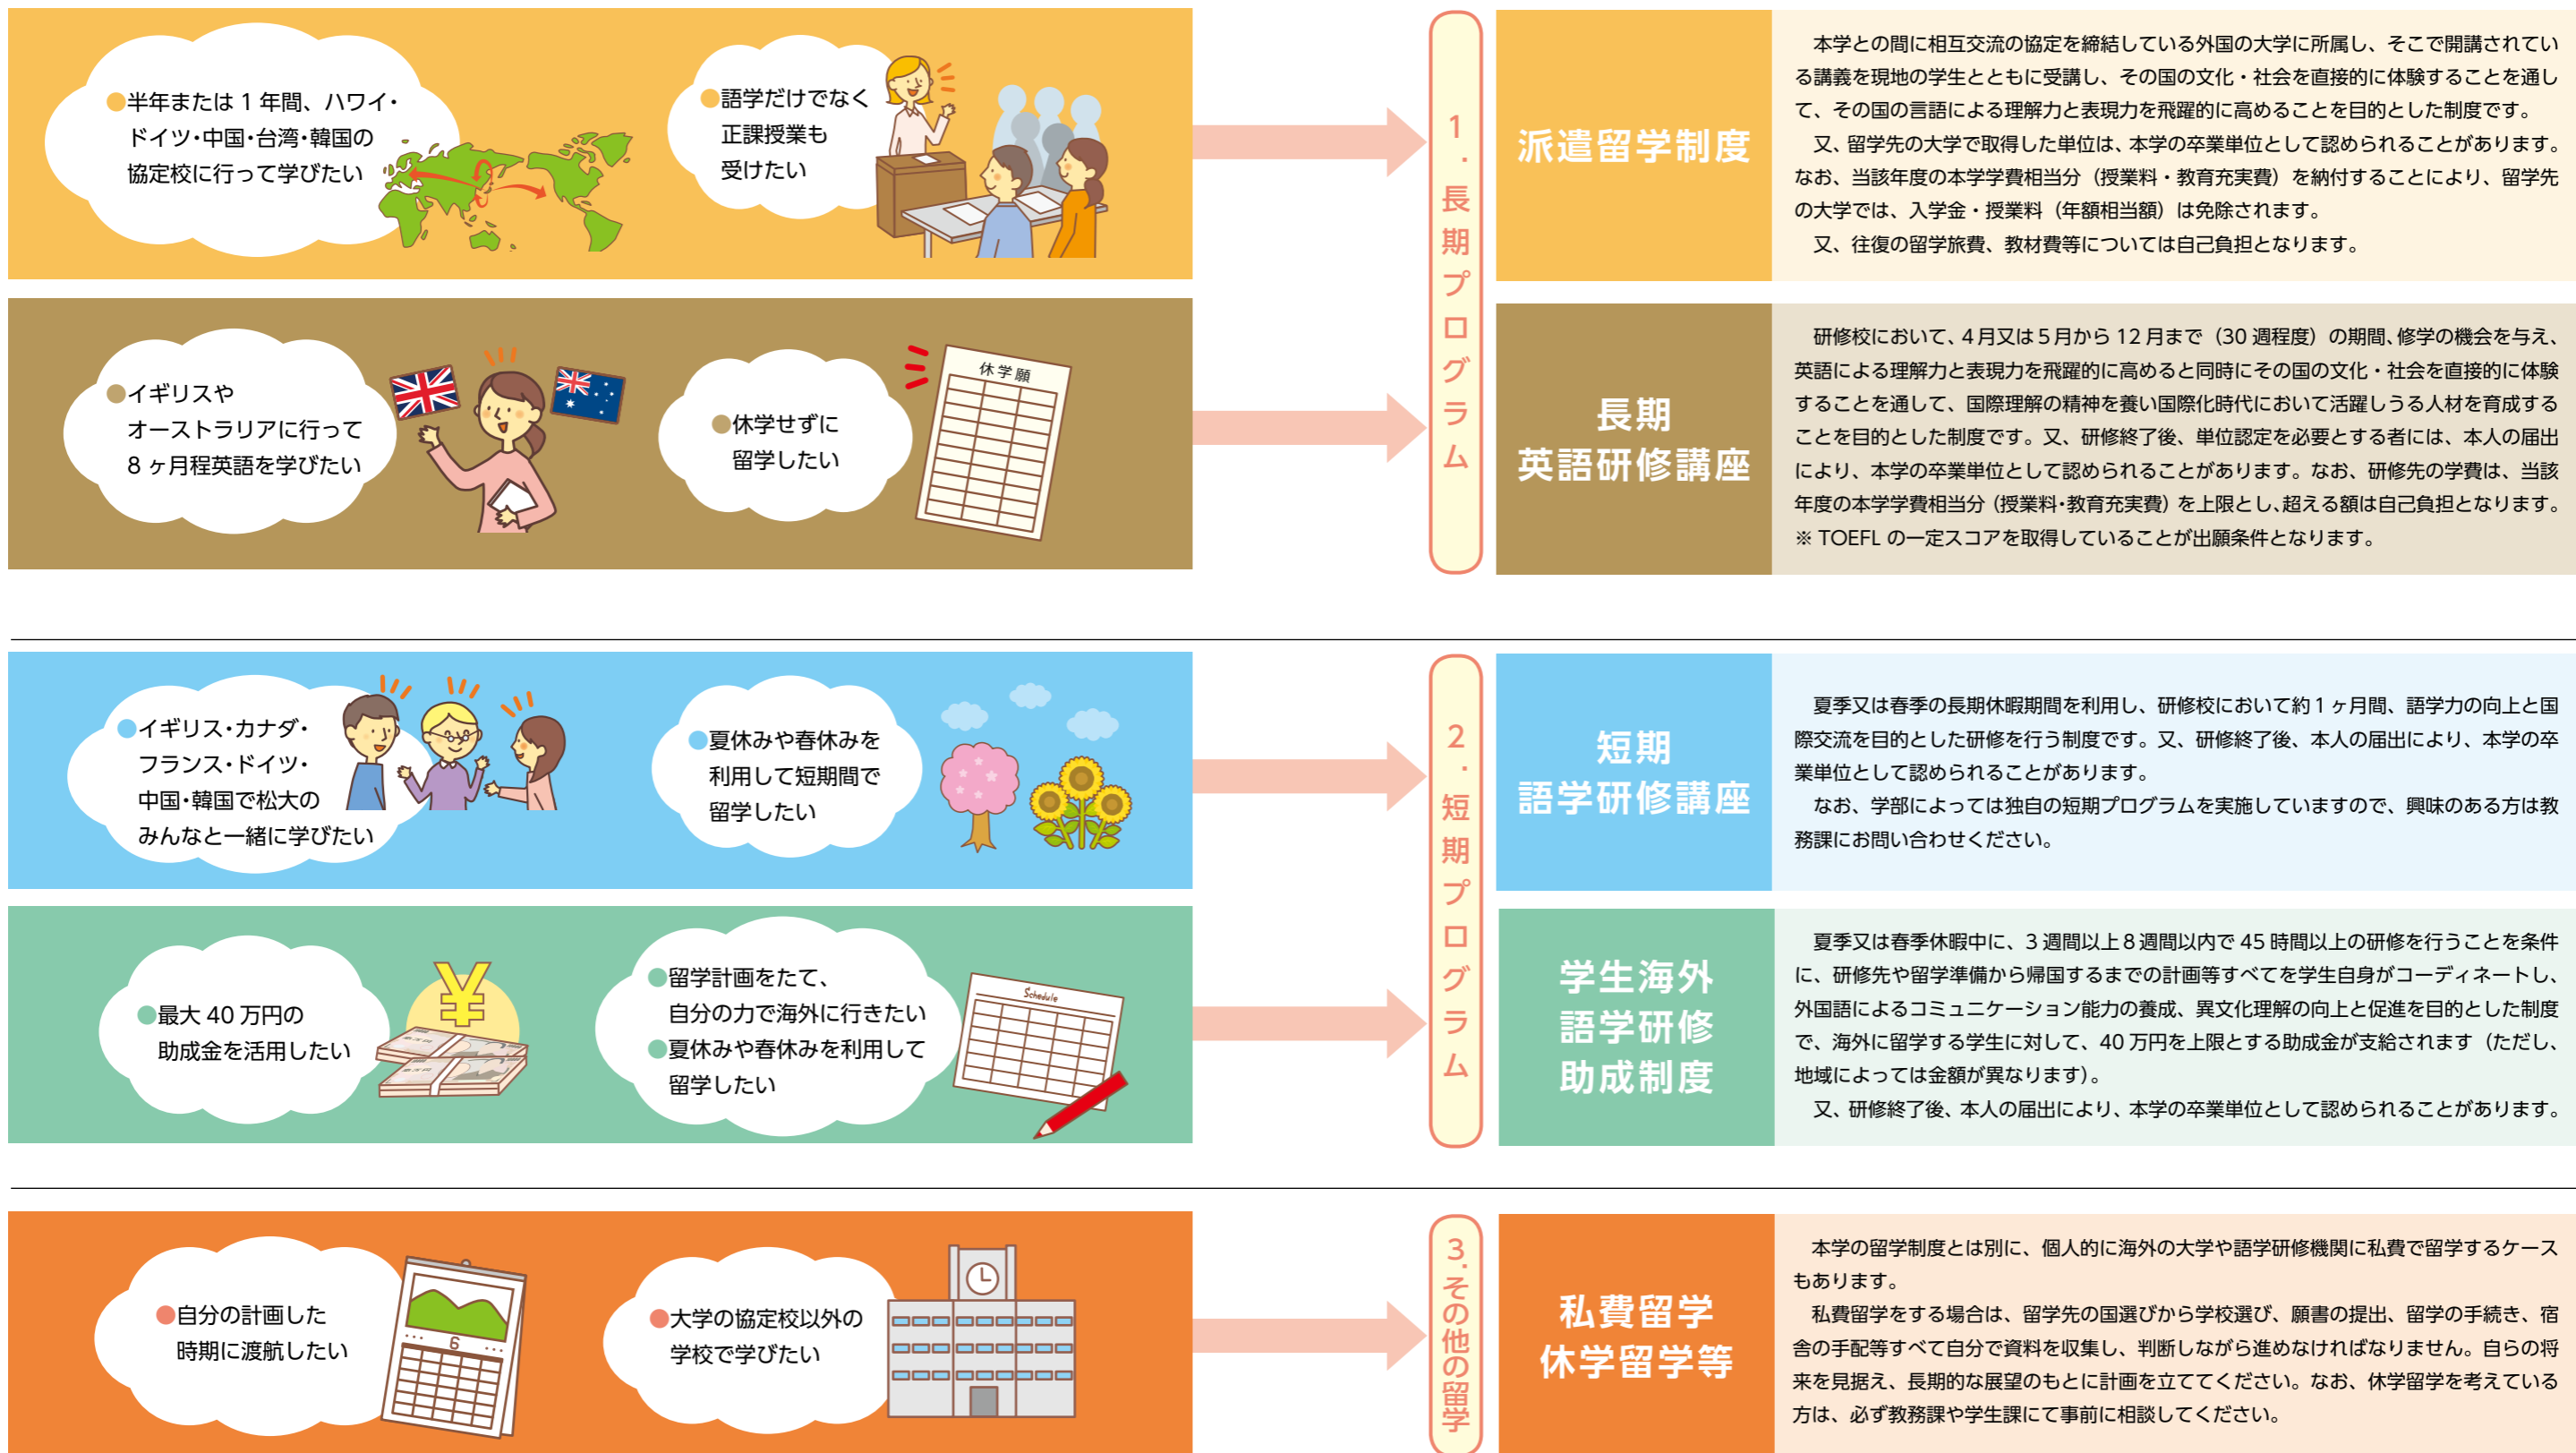 ●半年または 1 年間、ハワイ・
ドイツ・中国・台湾・韓国の
協定校に行って学びたい
●語学だけでなく
正課授業も
受けたい
1.長期プログラム
派遣留学制度
本学との間に相互交流の協定を締結している外国の大学に所属し、そこで開講されてい
る講義を現地の学生とともに受講し、その国の文化・社会を直接的に体験することを通し
て、その国の言語による理解力と表現力を飛躍的に高めることを目的とした制度です。
又、留学先の大学で取得した単位は、本学の卒業単位として認められることがあります。
なお、当該年度の本学学費相当分（授業料・教育充実費）を納付することにより、留学先
の大学では、入学金・授業料（年額相当額）は免除されます。
又、往復の留学旅費、教材費等については自己負担となります。
●イギリスや
オーストラリアに行って
8 ヶ月程英語を学びたい
●休学せずに
留学したい
休学願
長期
英語研修講座
研修校において、4月又は5月から 12 月まで（30 週程度）の期間、修学の機会を与え、
英語による理解力と表現力を飛躍的に高めると同時にその国の文化・社会を直接的に体験
することを通して、国際理解の精神を養い国際化時代において活躍しうる人材を育成する
ことを目的とした制度です。又、研修終了後、単位認定を必要とする者には、本人の届出
により、本学の卒業単位として認められることがあります。なお、研修先の学費は、当該
年度の本学学費相当分（授業料・教育充実費）を上限とし、超える額は自己負担となります。
※ TOEFL の一定スコアを取得していることが出願条件となります。
●イギリス・カナダ・
フランス・ドイツ・
中国・韓国で松大の
みんなと一緒に学びたい
●夏休みや春休みを
利用して短期間で
留学したい
2.短期プログラム
短期
語学研修講座
夏季又は春季の長期休暇期間を利用し、研修校において約1ヶ月間、語学力の向上と国
際交流を目的とした研修を行う制度です。又、研修終了後、本人の届出により、本学の卒
業単位として認められることがあります。
なお、学部によっては独自の短期プログラムを実施していますので、興味のある方は教
務課にお問い合わせください。
●最大 40 万円の
助成金を活用したい
¥
●留学計画をたて、
自分の力で海外に行きたい
●夏休みや春休みを利用して
留学したい
Schedule
学生海外
語学研修
助成制度
夏季又は春季休暇中に、3 週間以上 8 週間以内で 45 時間以上の研修を行うことを条件
に、研修先や留学準備から帰国するまでの計画等すべてを学生自身がコーディネートし、
外国語によるコミュニケーション能力の養成、異文化理解の向上と促進を目的とした制度
で、海外に留学する学生に対して、40 万円を上限とする助成金が支給されます（ただし、
地域によっては金額が異なります）。
又、研修終了後、本人の届出により、本学の卒業単位として認められることがあります。
●自分の計画した
時期に渡航したい
6
●大学の協定校以外の
学校で学びたい
3.その他の留学
私費留学
休学留学等
本学の留学制度とは別に、個人的に海外の大学や語学研修機関に私費で留学するケース
もあります。
私費留学をする場合は、留学先の国選びから学校選び、願書の提出、留学の手続き、宿
舎の手配等すべて自分で資料を収集し、判断しながら進めなければなりません。自らの将
来を見据え、長期的な展望のもとに計画を立ててください。なお、休学留学を考えている
方は、必ず教務課や学生課にて事前に相談してください。